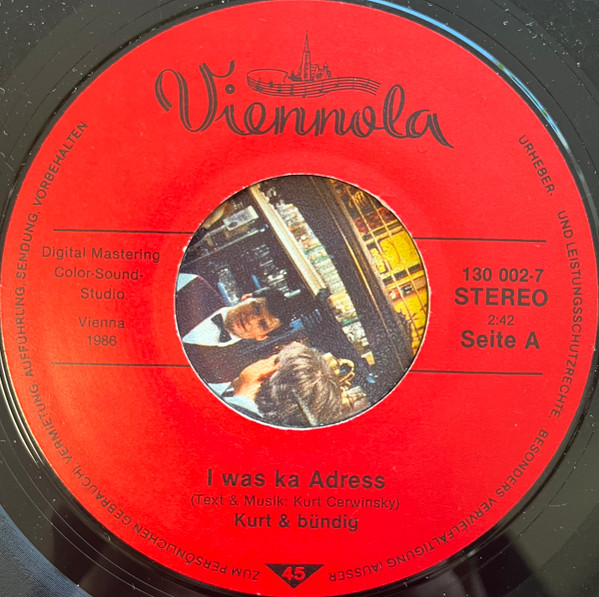 Viennola
Digital Mastering
Color-Sound-
Studio
Vienna
1986
130 002-7
STEREO
2:42
Seite A
I was ka Adress
(Text & Musik: Kurt Cerwinsky)
Kurt & bündig
45
URHEBER- UND LEISTUNGSSCHUTZRECHTE, BESONDERS VERVIELFÄLTIGUNG (AUSSER ZUM PERSÖNLICHEN GEBRAUCH), VERMIETUNG, AUFFÜHRUNG, SENDUNG, VORBEHALTEN